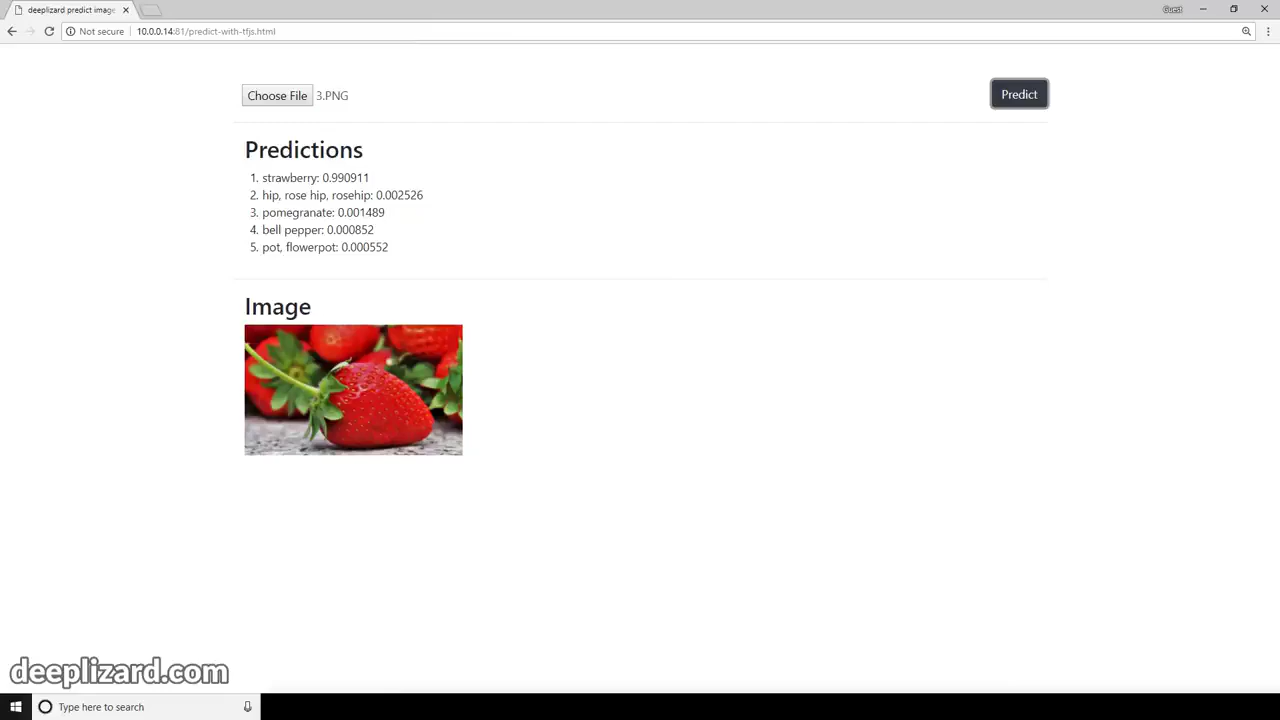 deeplizard predict image
Guest
Not secure
10.0.0.14:81/predict-with-tfjs.html
Choose File 3.PNG
Predict
Predictions
1. strawberry: 0.990911
2. hip, rose hip, rosehip: 0.002526
3. pomegranate: 0.001489
4. bell pepper: 0.000852
5. pot, flowerpot: 0.000552
Image
deeplizard.com
Type here to search